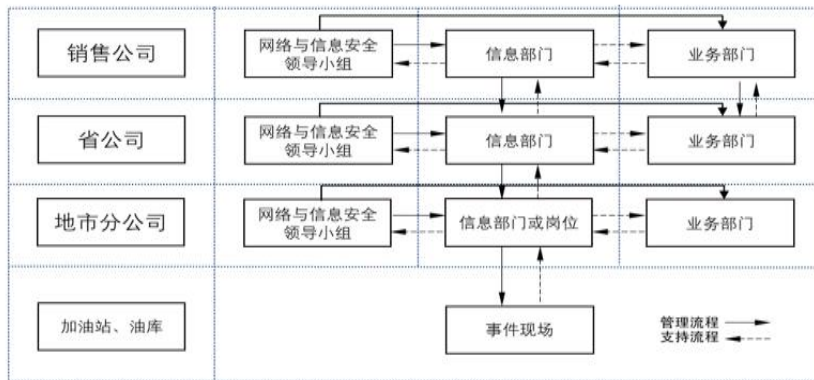 销售公司
网络与信息安全
领导小组
信息部门
业务部门
省公司
网络与信息安全
领导小组
信息部门
业务部门
地市分公司
网络与信息安全
领导小组
信息部门或岗位
业务部门
加油站、油库
事件现场
管理流程
支持流程